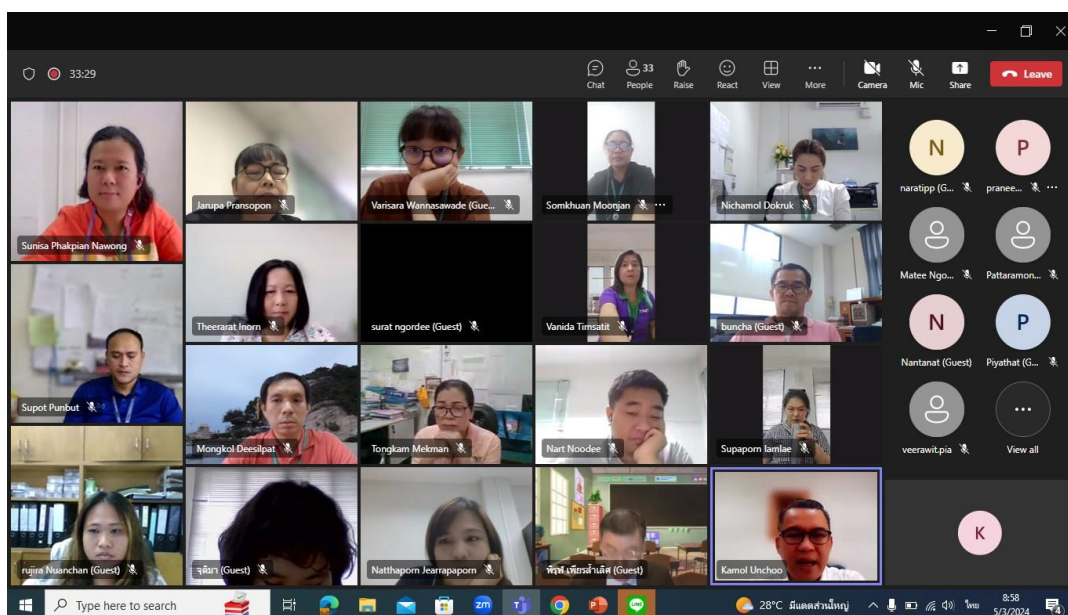 33:29
Chat
33
People
Raise
React
View
More
Camera
Mic
Share
Leave
Sunisa Phakpian Nawong
Jarupa Pransopon
Varisara Wannasawade (Gue...
Somkhuan Moonjan
Nichamol Dokruk
N
naratipp (G...
P
pranee...
Supot Punbut
Theerarat Inorn
surat ngordee (Guest)
Vanida Timsatit
buncha (Guest)
Matee Ngo...
Pattaramon...
N
Nantanat (Guest)
P
Piyathat (G...
Mongkol Deesilpat
Tongkam Mekman
Nart Noodee
Supaporn Iamlae
veerawit.pia
View all
rujira Nuanchan (Guest)
จุติมา (Guest)
Natthaporn Jearrapaporn
พิรุฬ เพียรล้ำเลิศ (Guest)
Kamol Unchoo
K
Type here to search
zm
LINE
28°C มีแดดส่วนใหญ่
ไทย
8:58
5/3/2024
4